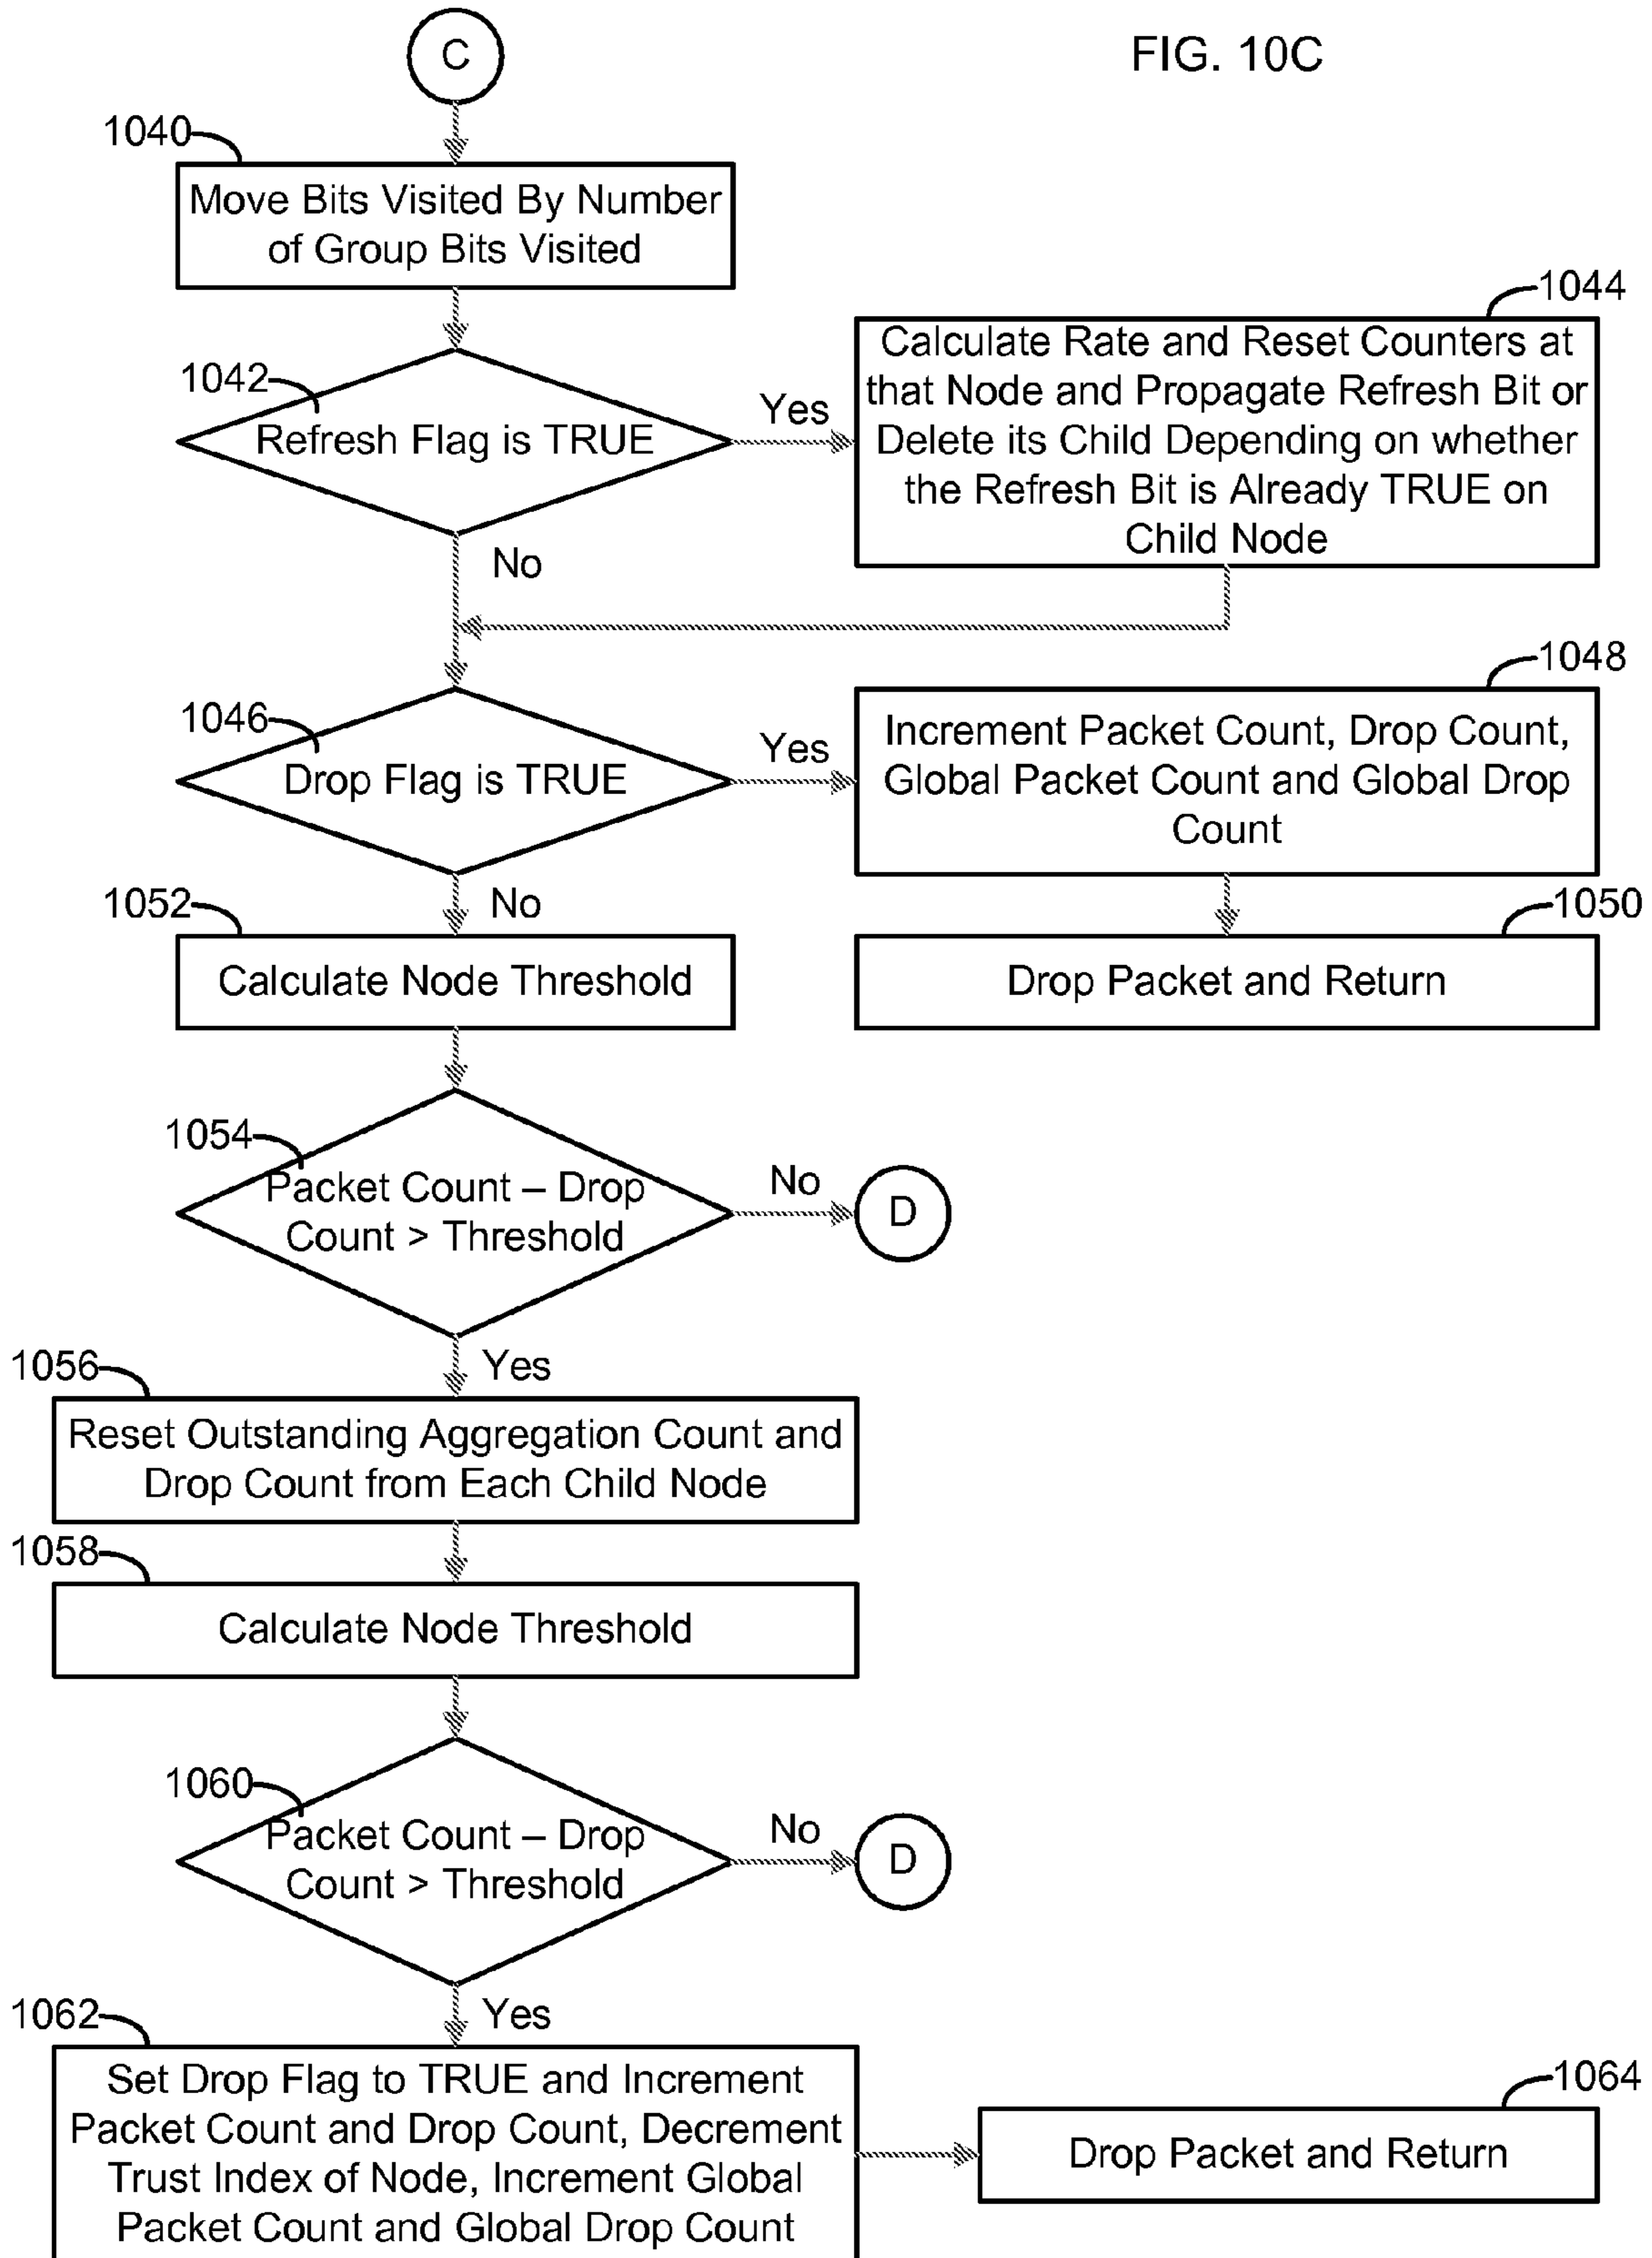 C
FIG. 10C
1040
Move Bits Visited By Number
of Group Bits Visited
1042
Refresh Flag is TRUE
Yes
No
1044
Calculate Rate and Reset Counters at
that Node and Propagate Refresh Bit or
Delete its Child Depending on whether
the Refresh Bit is Already TRUE on
Child Node
1046
Drop Flag is TRUE
Yes
No
1048
Increment Packet Count, Drop Count,
Global Packet Count and Global Drop
Count
1050
Drop Packet and Return
1052
Calculate Node Threshold
1054
Packet Count – Drop
Count > Threshold
No
D
Yes
1056
Reset Outstanding Aggregation Count and
Drop Count from Each Child Node
1058
Calculate Node Threshold
1060
Packet Count – Drop
Count > Threshold
No
D
Yes
1062
Set Drop Flag to TRUE and Increment
Packet Count and Drop Count, Decrement
Trust Index of Node, Increment Global
Packet Count and Global Drop Count
1064
Drop Packet and Return